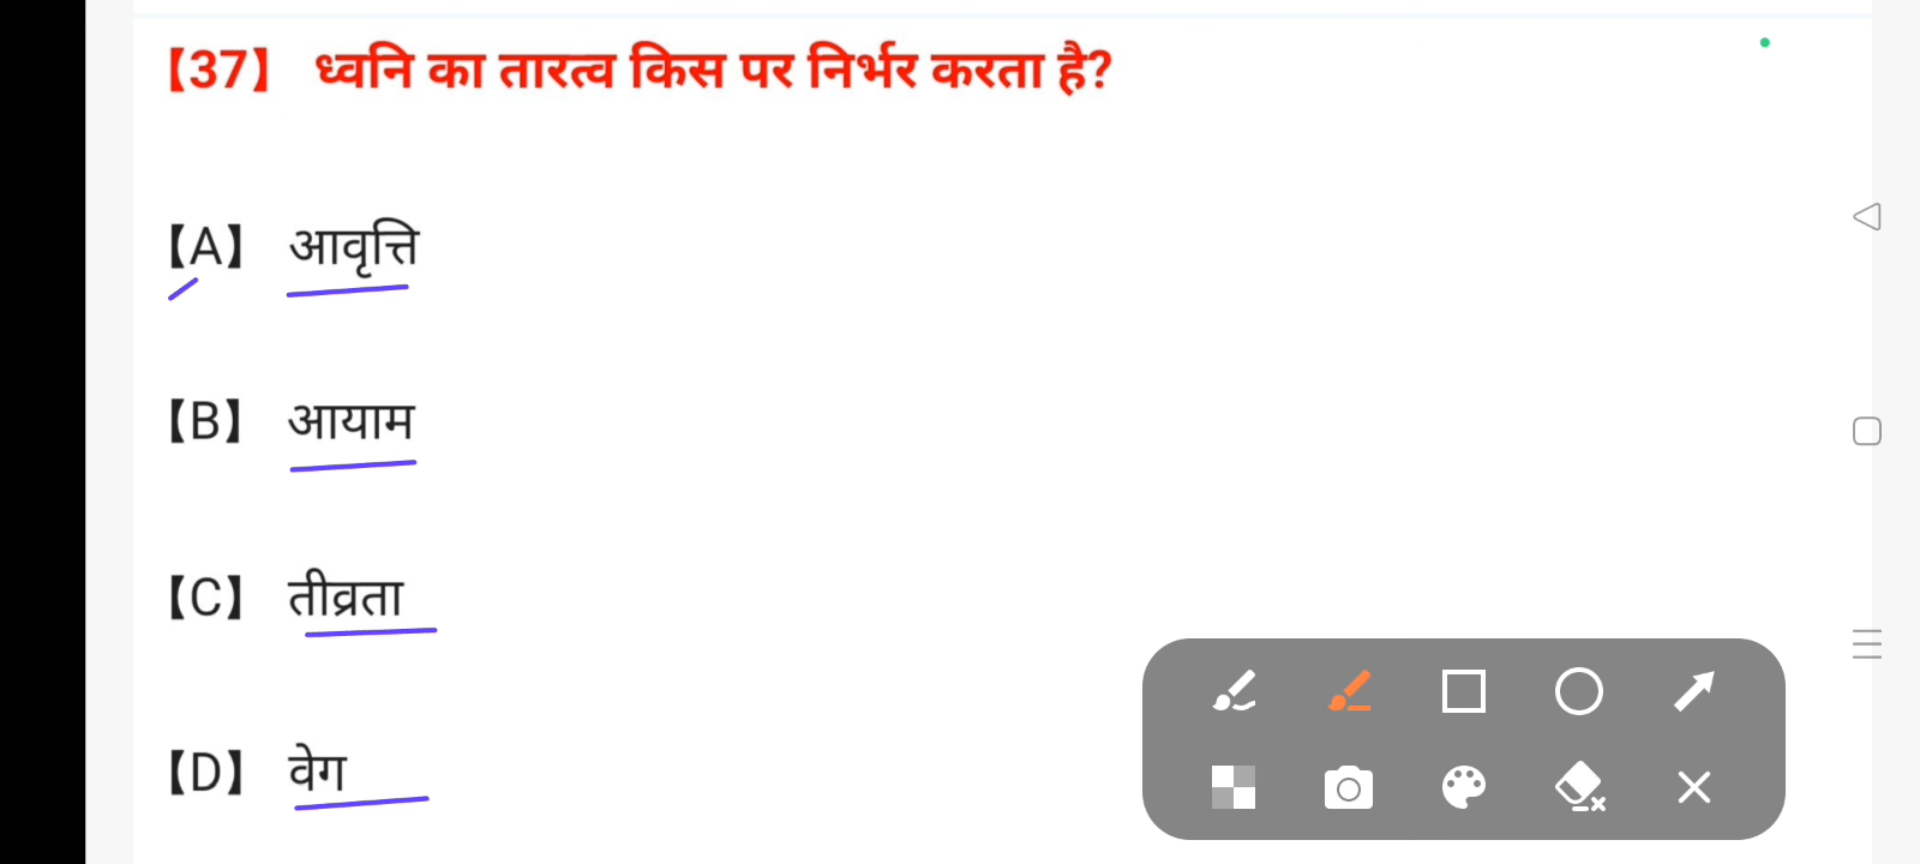 【37】 ध्वनि का तारत्व किस पर निर्भर करता है?
【A】 आवृत्ति
【B】 आयाम
【C】 तीव्रता
【D】 वेग